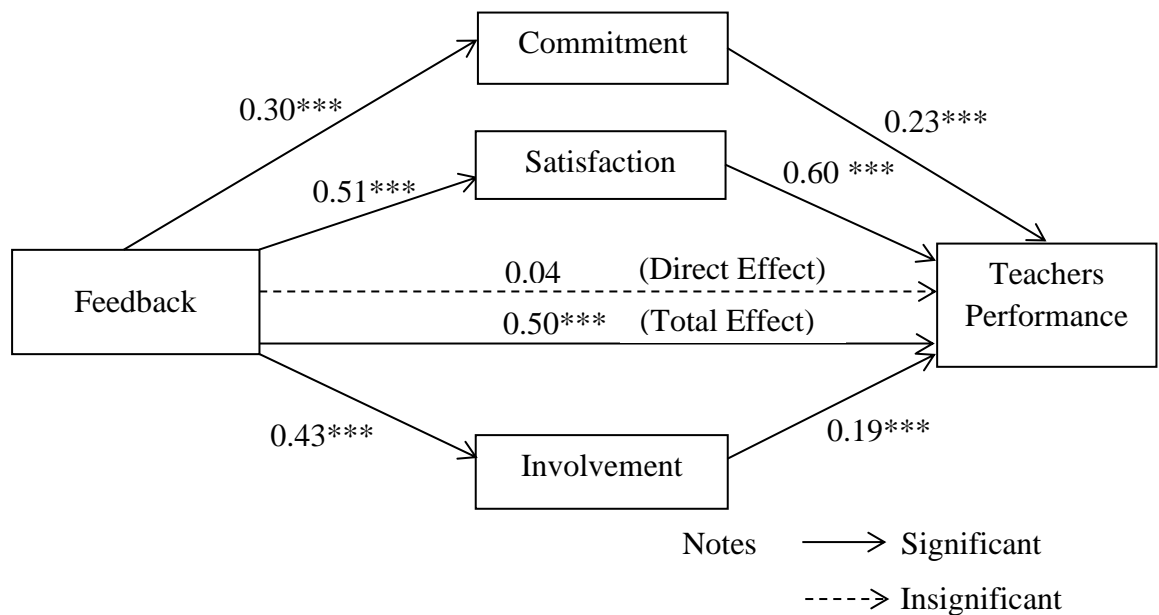 Commitment
0.30***
0.23***
Satisfaction
0.60 ***
0.51***
Feedback
0.04 (Direct Effect)
0.50*** (Total Effect)
Teachers
Performance
0.43***
0.19***
Involvement
Notes
Significant
Insignificant